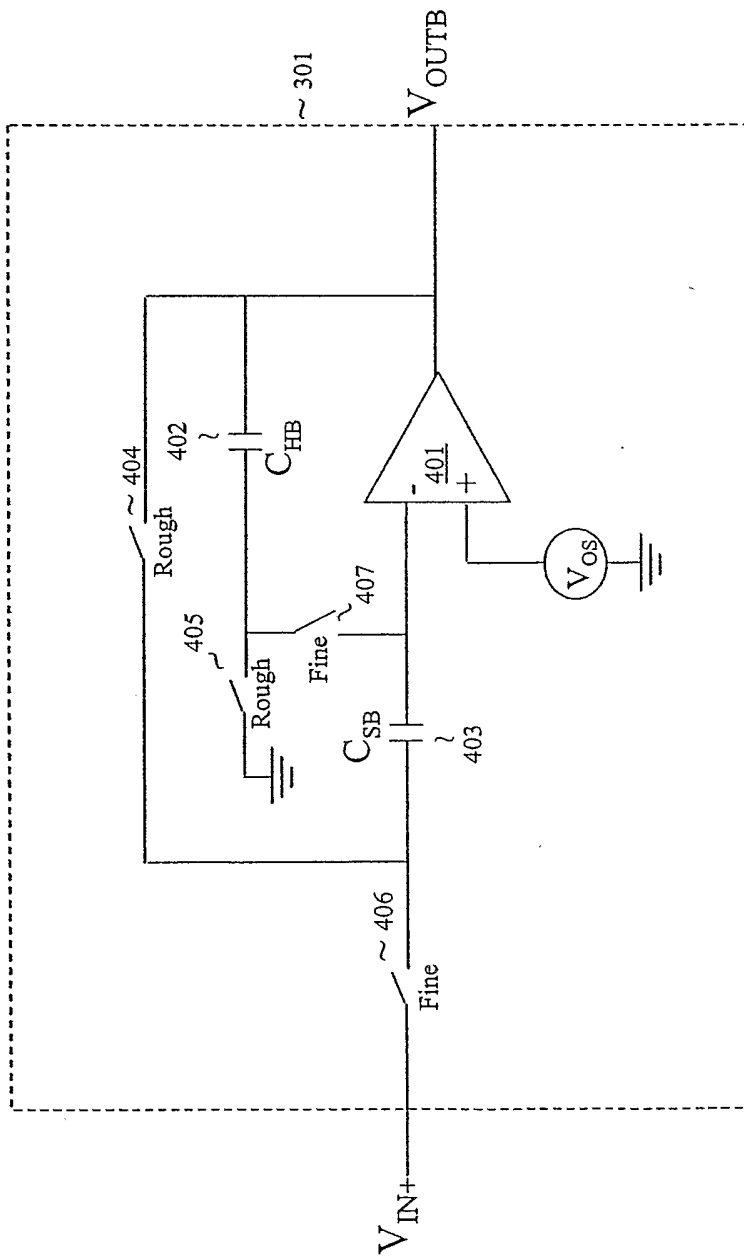 ~ 301
V_OUTB
~ 404
Rough
402 ~
C_HB
405 ~
Rough
~ 407
Fine
C_SB
~ 403
-
401
+
V_OS
~ 406
Fine
V_IN+